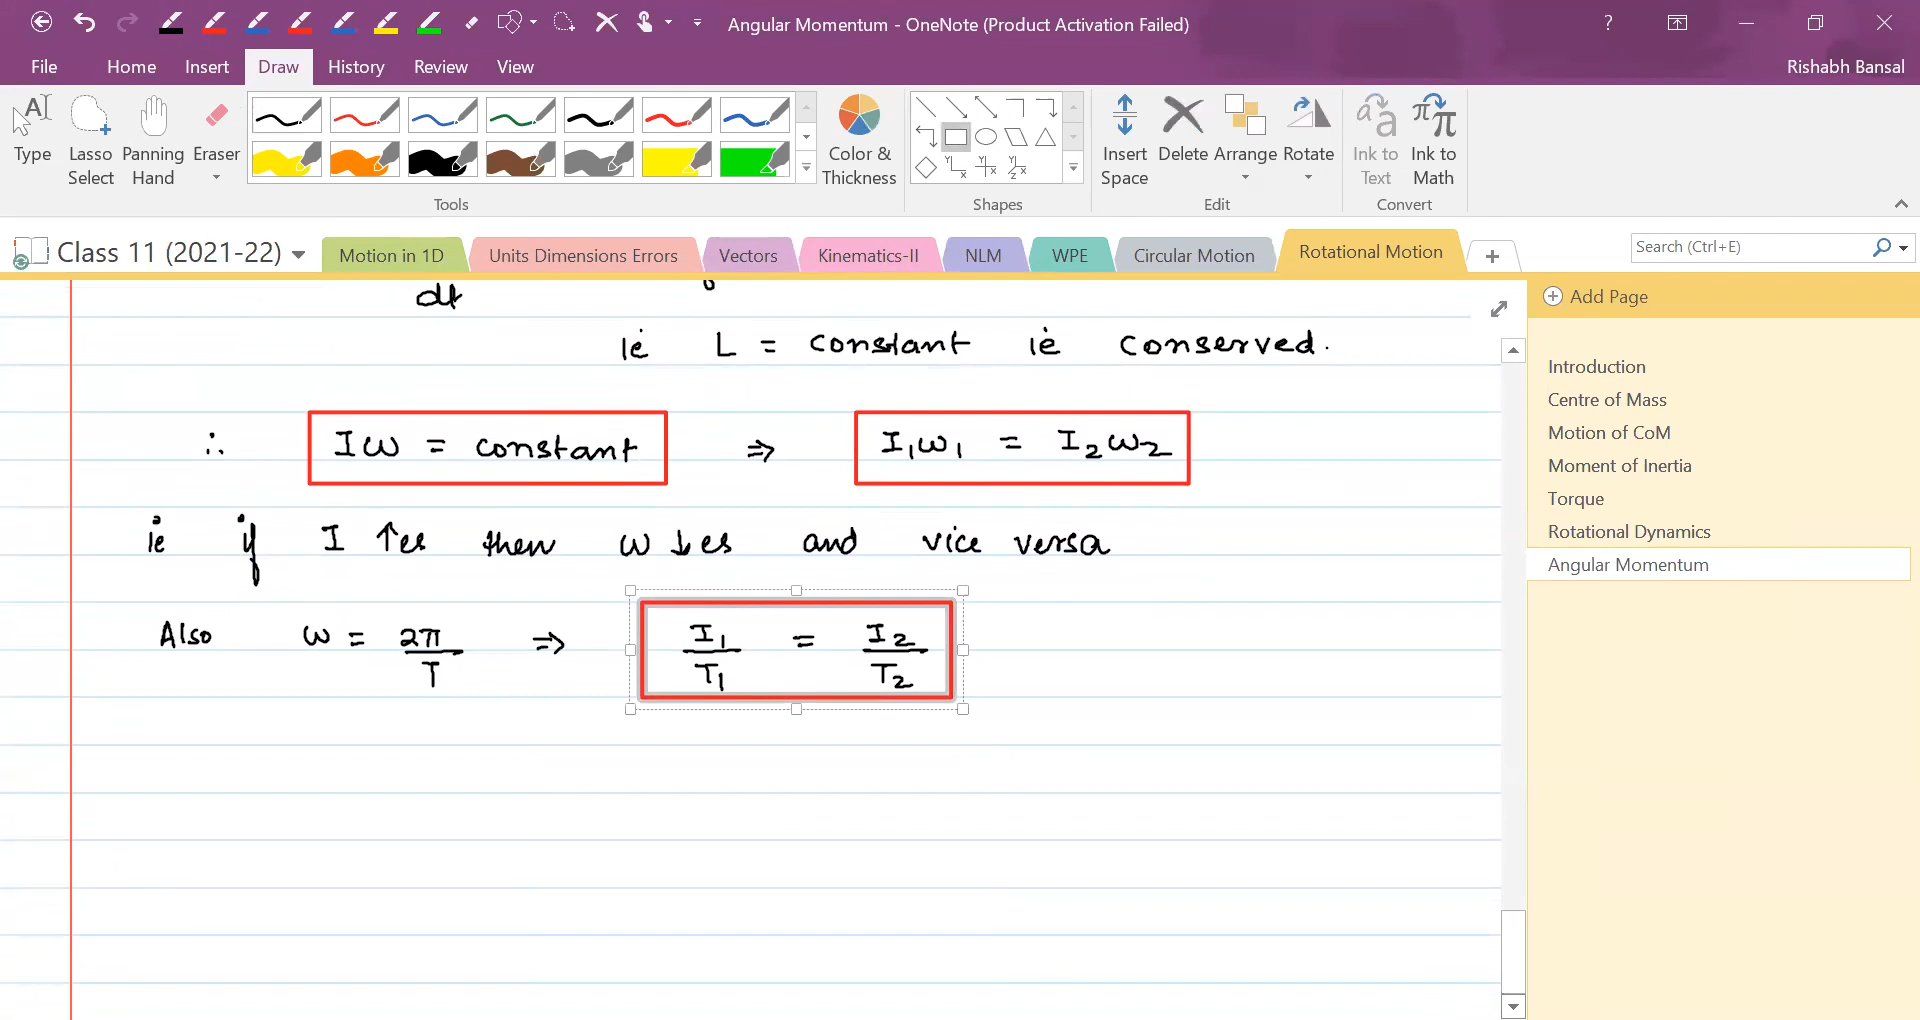 Angular Momentum - OneNote (Product Activation Failed)
?
File Home Insert Draw History Review View
Rishabh Bansal
Type
Lasso Select
Panning Hand
Eraser
Color & Thickness
Insert Space
Delete
Arrange
Rotate
Ink to Text
Ink to Math
Tools
Shapes
Edit
Convert
Class 11 (2021-22)
Motion in 1D
Units Dimensions Errors
Vectors
Kinematics-II
NLM
WPE
Circular Motion
Rotational Motion
Search (Ctrl+E)
dt
ie L = constant ie conserved.
∴ Iω = constant ⇒ I₁ω₁ = I₂ω₂
ie if I ↑es then ω ↓es and vice versa
Also ω = 2π/T ⇒ I₁/T₁ = I₂/T₂
Add Page
Introduction
Centre of Mass
Motion of CoM
Moment of Inertia
Torque
Rotational Dynamics
Angular Momentum